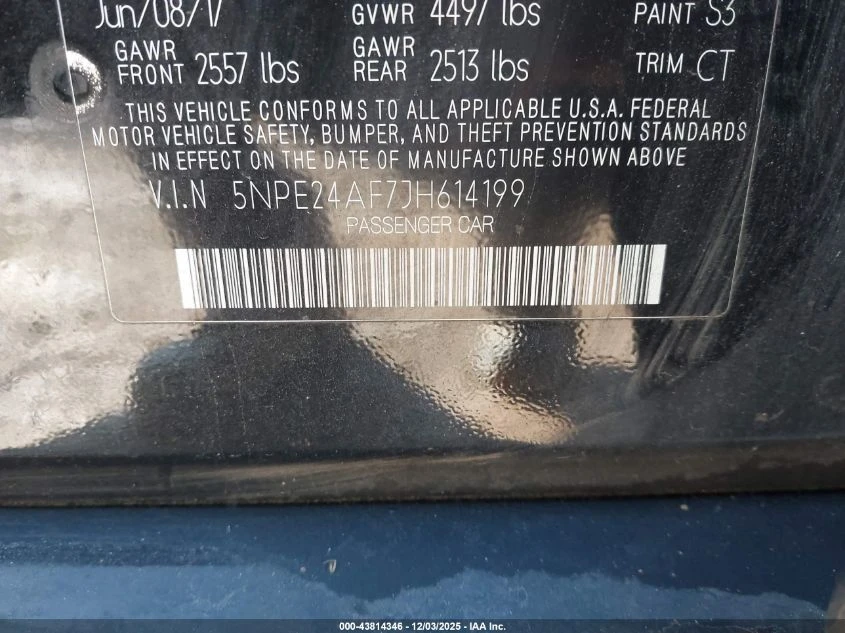 Jun/08/17 GVWR 4497 lbs PAINT S3
GAWR FRONT 2557 lbs GAWR REAR 2513 lbs TRIM CT
THIS VEHICLE CONFORMS TO ALL APPLICABLE U.S.A. FEDERAL
MOTOR VEHICLE SAFETY, BUMPER, AND THEFT PREVENTION STANDARDS
IN EFFECT ON THE DATE OF MANUFACTURE SHOWN ABOVE
V.I.N 5NPE24AF7JH614199
PASSENGER CAR
000-43814346 - 12/03/2025 - IAA Inc.